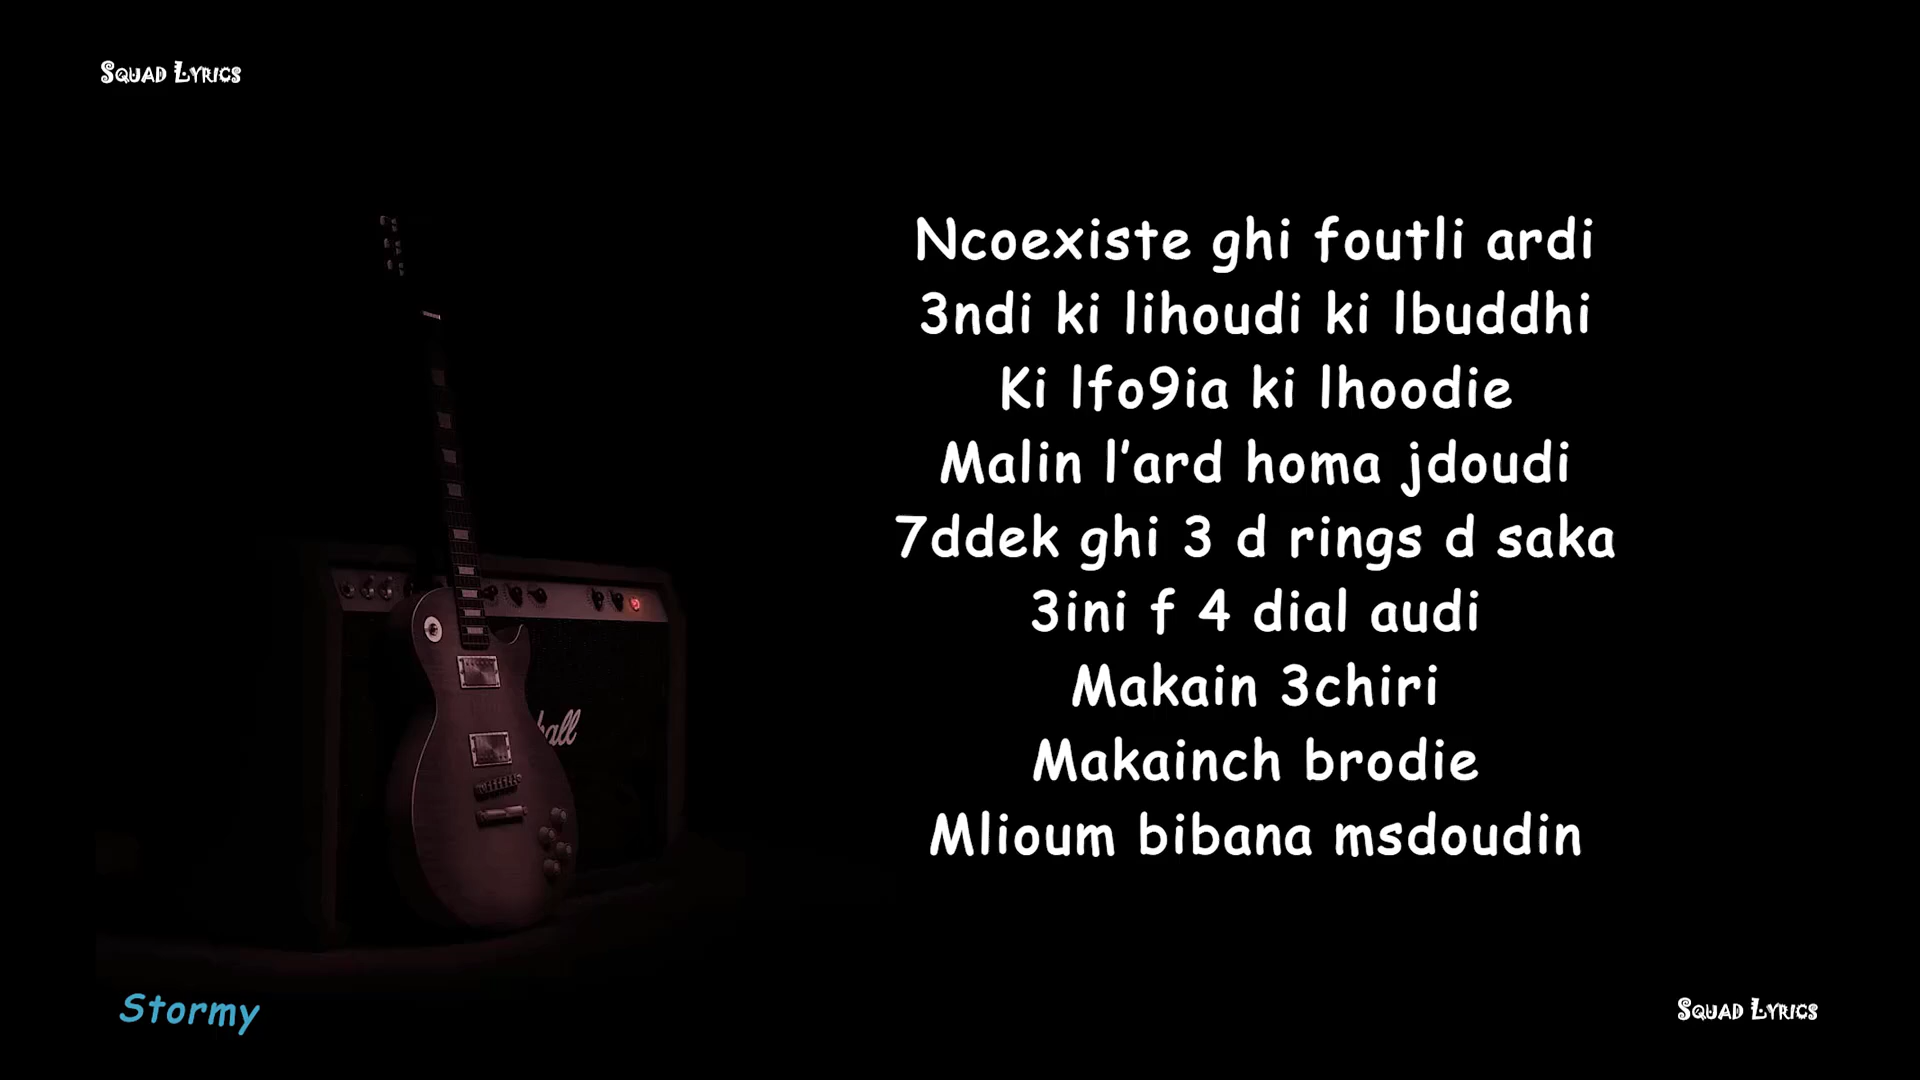 Squad Lyrics
Ncoexiste ghi foutli ardi
3ndi ki lihoudi ki lbuddhi
Ki lfo9ia ki lhoodie
Malin l'ard homa jdoudi
7ddek ghi 3 d rings d saka
3ini f 4 dial audi
Makain 3chiri
Makainch brodie
Mlioum bibana msdoudin
Stormy
Squad Lyrics